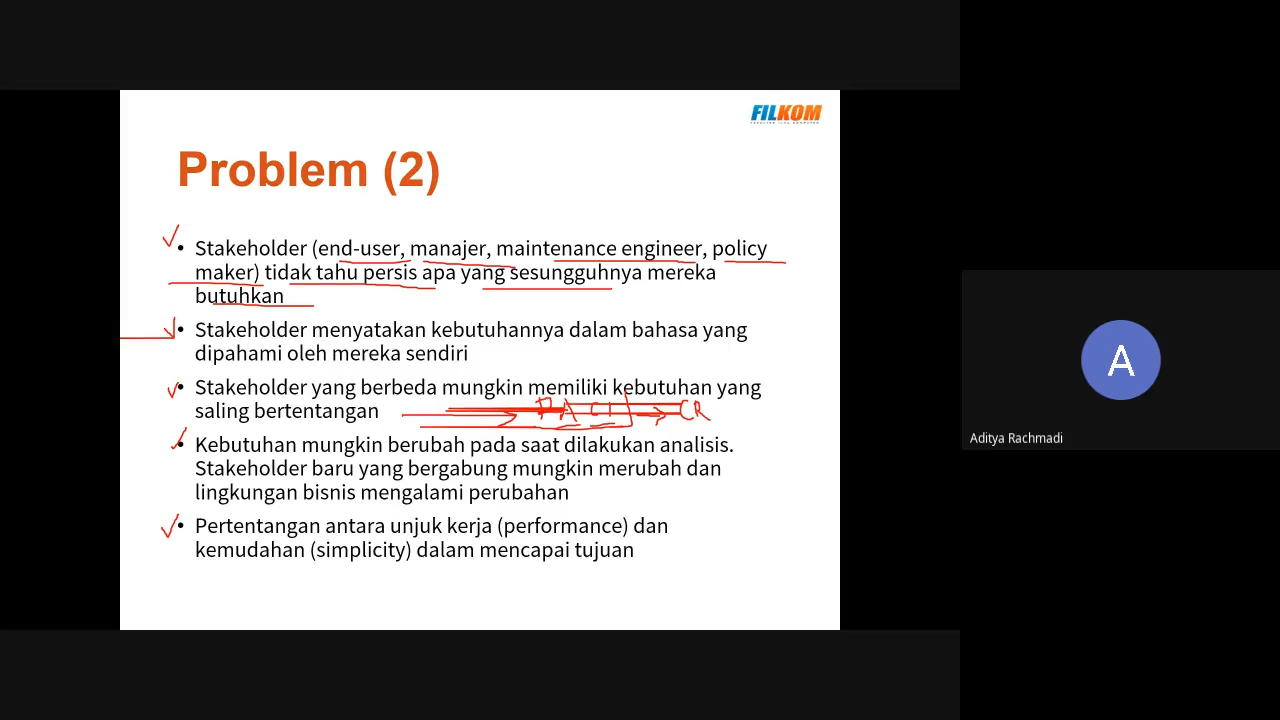 FILKOM
Problem (2)
• Stakeholder (end-user, manajer, maintenance engineer, policy
maker) tidak tahu persis apa yang sesungguhnya mereka
butuhkan
• Stakeholder menyatakan kebutuhannya dalam bahasa yang
dipahami oleh mereka sendiri
• Stakeholder yang berbeda mungkin memiliki kebutuhan yang
saling bertentangan
CR
• Kebutuhan mungkin berubah pada saat dilakukan analisis.
Stakeholder baru yang bergabung mungkin merubah dan
lingkungan bisnis mengalami perubahan
• Pertentangan antara unjuk kerja (performance) dan
kemudahan (simplicity) dalam mencapai tujuan
A
Aditya Rachmadi